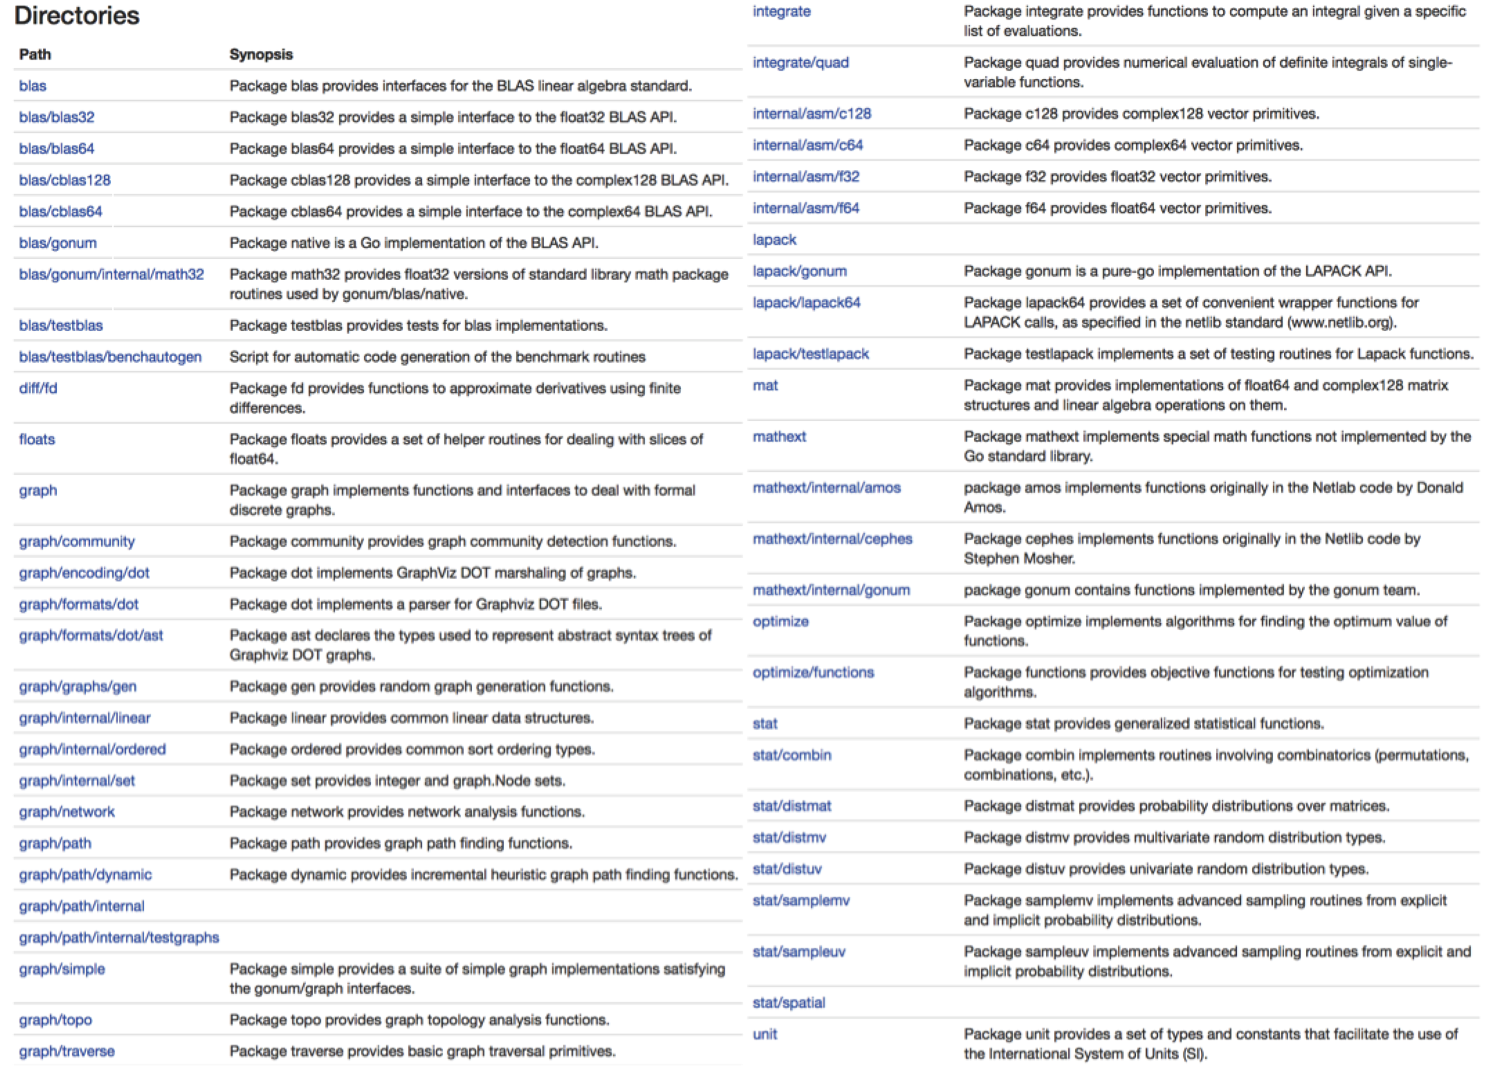 Directories
Path Synopsis
blas Package blas provides interfaces for the BLAS linear algebra standard.
blas/blas32 Package blas32 provides a simple interface to the float32 BLAS API.
blas/blas64 Package blas64 provides a simple interface to the float64 BLAS API.
blas/cblas128 Package cblas128 provides a simple interface to the complex128 BLAS API.
blas/cblas64 Package cblas64 provides a simple interface to the complex64 BLAS API.
blas/gonum Package native is a Go implementation of the BLAS API.
blas/gonum/internal/math32 Package math32 provides float32 versions of standard library math package
routines used by gonum/blas/native.
blas/testblas Package testblas provides tests for blas implementations.
blas/testblas/benchautogen Script for automatic code generation of the benchmark routines
diff/fd Package fd provides functions to approximate derivatives using finite
differences.
floats Package floats provides a set of helper routines for dealing with slices of
float64.
graph Package graph implements functions and interfaces to deal with formal
discrete graphs.
graph/community Package community provides graph community detection functions.
graph/encoding/dot Package dot implements GraphViz DOT marshaling of graphs.
graph/formats/dot Package dot implements a parser for Graphviz DOT files.
graph/formats/dot/ast Package ast declares the types used to represent abstract syntax trees of
Graphviz DOT graphs.
graph/graphs/gen Package gen provides random graph generation functions.
graph/internal/linear Package linear provides common linear data structures.
graph/internal/ordered Package ordered provides common sort ordering types.
graph/internal/set Package set provides integer and graph.Node sets.
graph/network Package network provides network analysis functions.
graph/path Package path provides graph path finding functions.
graph/path/dynamic Package dynamic provides incremental heuristic graph path finding functions.
graph/path/internal
graph/path/internal/testgraphs
graph/simple Package simple provides a suite of simple graph implementations satisfying
the gonum/graph interfaces.
graph/topo Package topo provides graph topology analysis functions.
graph/traverse Package traverse provides basic graph traversal primitives.
integrate Package integrate provides functions to compute an integral given a specific
list of evaluations.
integrate/quad Package quad provides numerical evaluation of definite integrals of single-
variable functions.
internal/asm/c128 Package c128 provides complex128 vector primitives.
internal/asm/c64 Package c64 provides complex64 vector primitives.
internal/asm/f32 Package f32 provides float32 vector primitives.
internal/asm/f64 Package f64 provides float64 vector primitives.
lapack
lapack/gonum Package gonum is a pure-go implementation of the LAPACK API.
lapack/lapack64 Package lapack64 provides a set of convenient wrapper functions for
LAPACK calls, as specified in the netlib standard (www.netlib.org).
lapack/testlapack Package testlapack implements a set of testing routines for Lapack functions.
mat Package mat provides implementations of float64 and complex128 matrix
structures and linear algebra operations on them.
mathext Package mathext implements special math functions not implemented by the
Go standard library.
mathext/internal/amos package amos implements functions originally in the Netlab code by Donald
Amos.
mathext/internal/cephes Package cephes implements functions originally in the Netlib code by
Stephen Mosher.
mathext/internal/gonum package gonum contains functions implemented by the gonum team.
optimize Package optimize implements algorithms for finding the optimum value of
functions.
optimize/functions Package functions provides objective functions for testing optimization
algorithms.
stat Package stat provides generalized statistical functions.
stat/combin Package combin implements routines involving combinatorics (permutations,
combinations, etc.).
stat/distmat Package distmat provides probability distributions over matrices.
stat/distmv Package distmv provides multivariate random distribution types.
stat/distuv Package distuv provides univariate random distribution types.
stat/samplemv Package samplemv implements advanced sampling routines from explicit
and implicit probability distributions.
stat/sampleuv Package sampleuv implements advanced sampling routines from explicit and
implicit probability distributions.
stat/spatial
unit Package unit provides a set of types and constants that facilitate the use of
the International System of Units (SI).